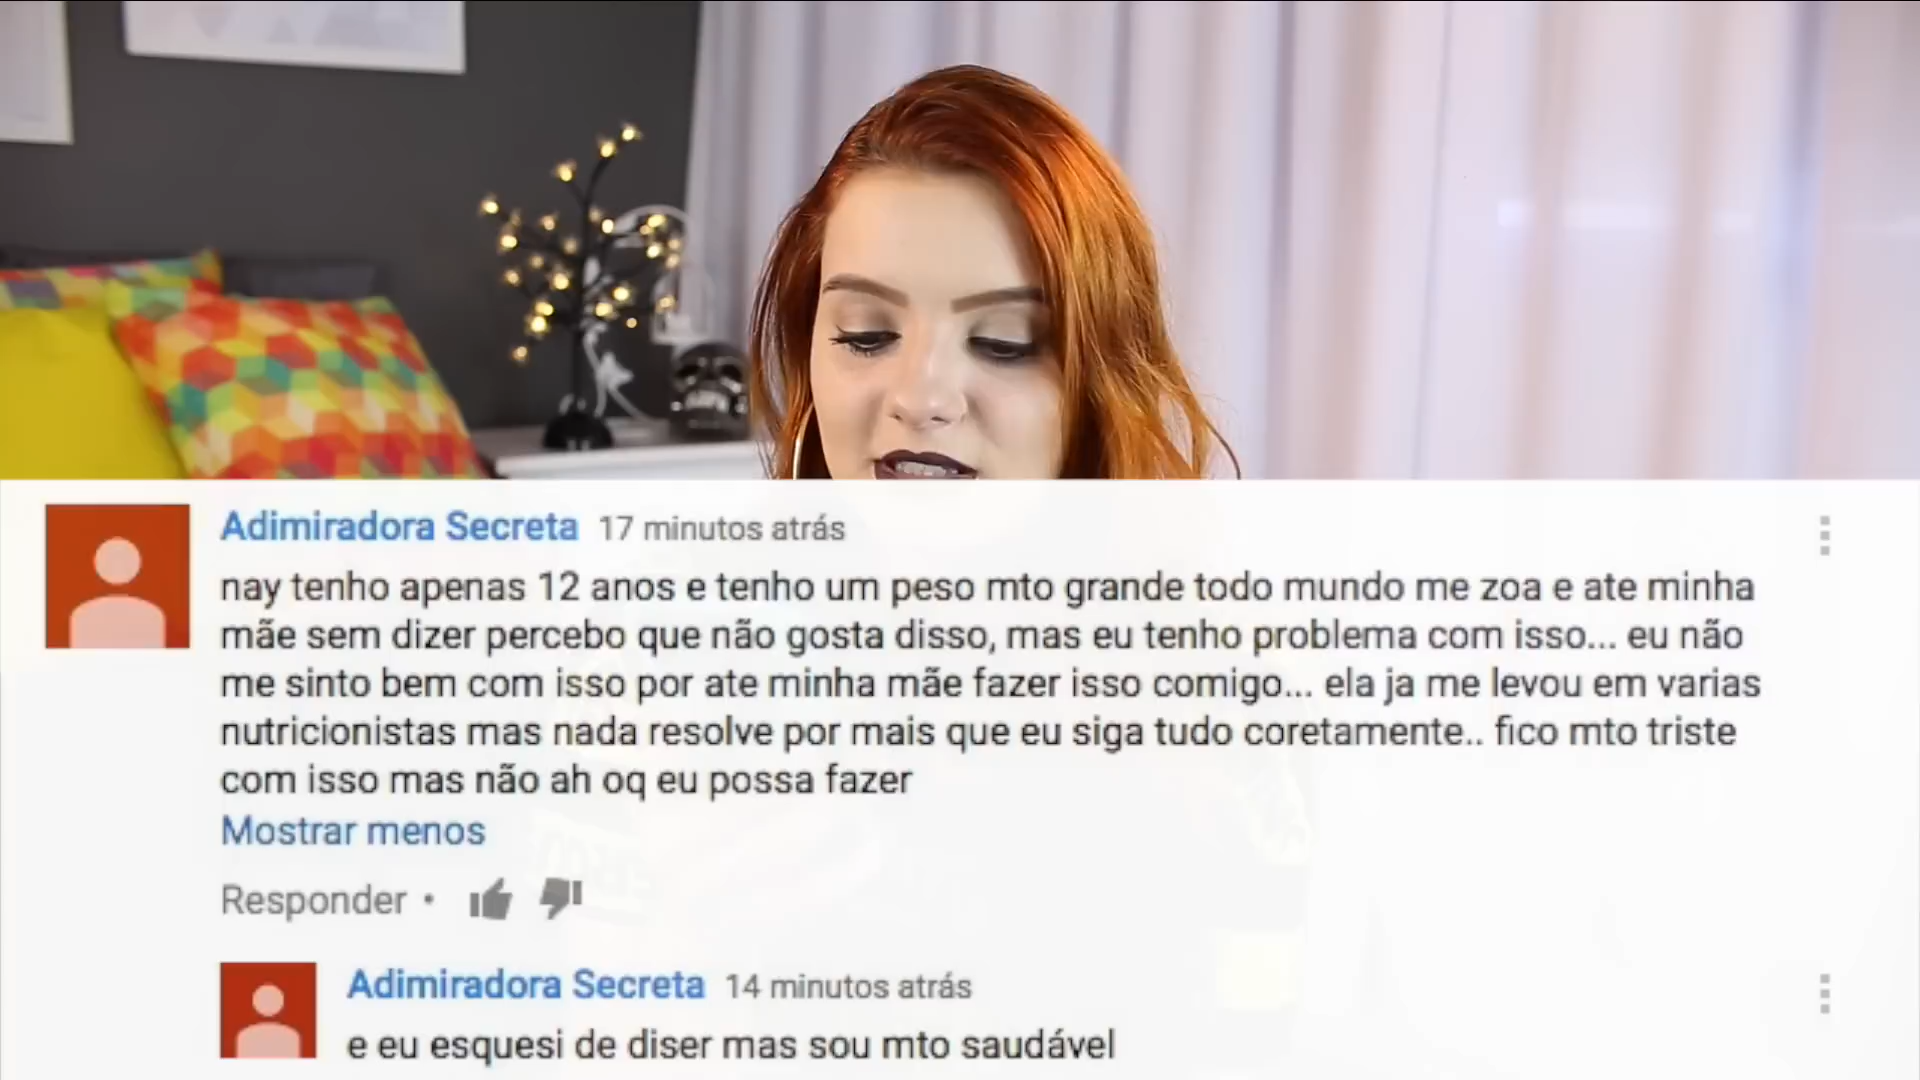 Adimiradora Secreta 17 minutos atrás
nay tenho apenas 12 anos e tenho um peso mto grande todo mundo me zoa e ate minha
mãe sem dizer percebo que não gosta disso, mas eu tenho problema com isso... eu não
me sinto bem com isso por ate minha mãe fazer isso comigo... ela ja me levou em varias
nutricionistas mas nada resolve por mais que eu siga tudo coretamente.. fico mto triste
com isso mas não ah oq eu possa fazer
Mostrar menos
Responder •
Adimiradora Secreta 14 minutos atrás
e eu esquesi de diser mas sou mto saudável